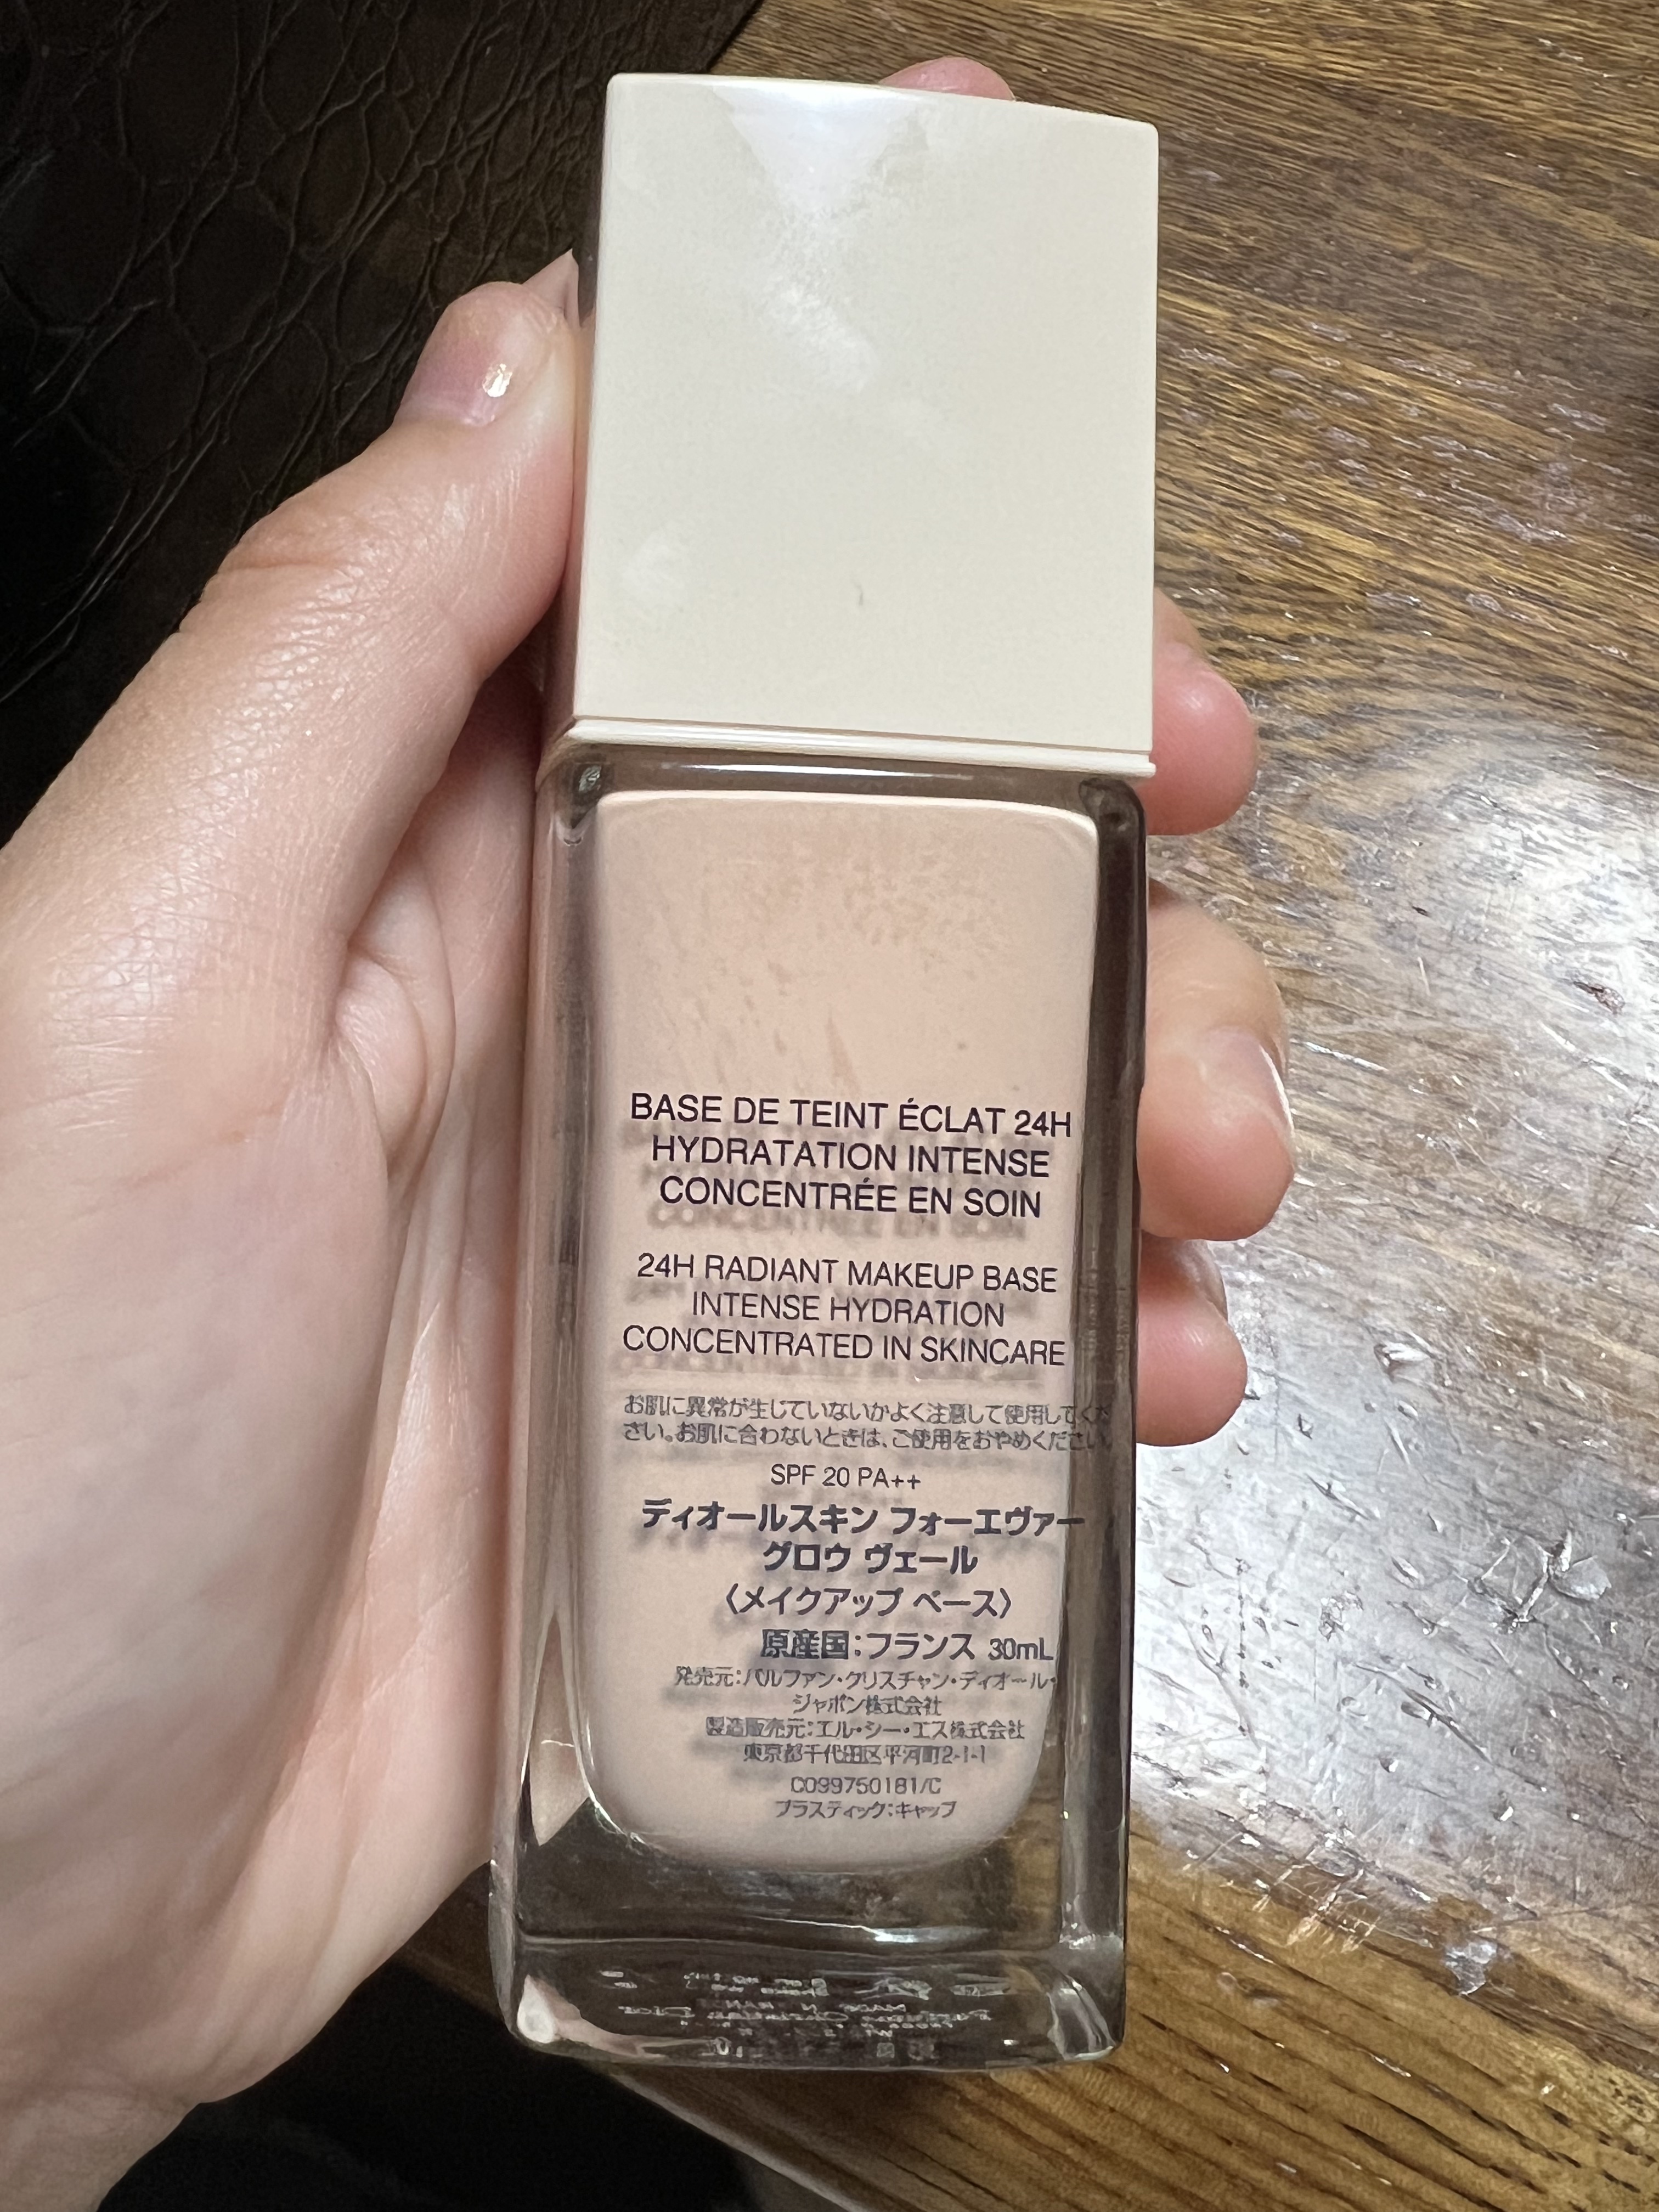 BASE DE TEINT ÉCLAT 24H
HYDRATATION INTENSE
CONCENTRÉE EN SOIN
24H RADIANT MAKEUP BASE
INTENSE HYDRATION
CONCENTRATED IN SKINCARE
お肌に異常が生じていないかよく注意して使用してくだ
さい。お肌に合わないときは、ご使用をおやめください。
SPF 20 PA++
ディオールスキン フォーエヴァー
グロウ ヴェール
〈メイクアップ ベース〉
原産国：フランス 30mL
発売元：パルファン・クリスチャン・ディオール・
ジャポン株式会社
製造販売元：エル・シー・エス株式会社
東京都千代田区平河町2-1-1
C099750181/C
プラスティック：キャップ